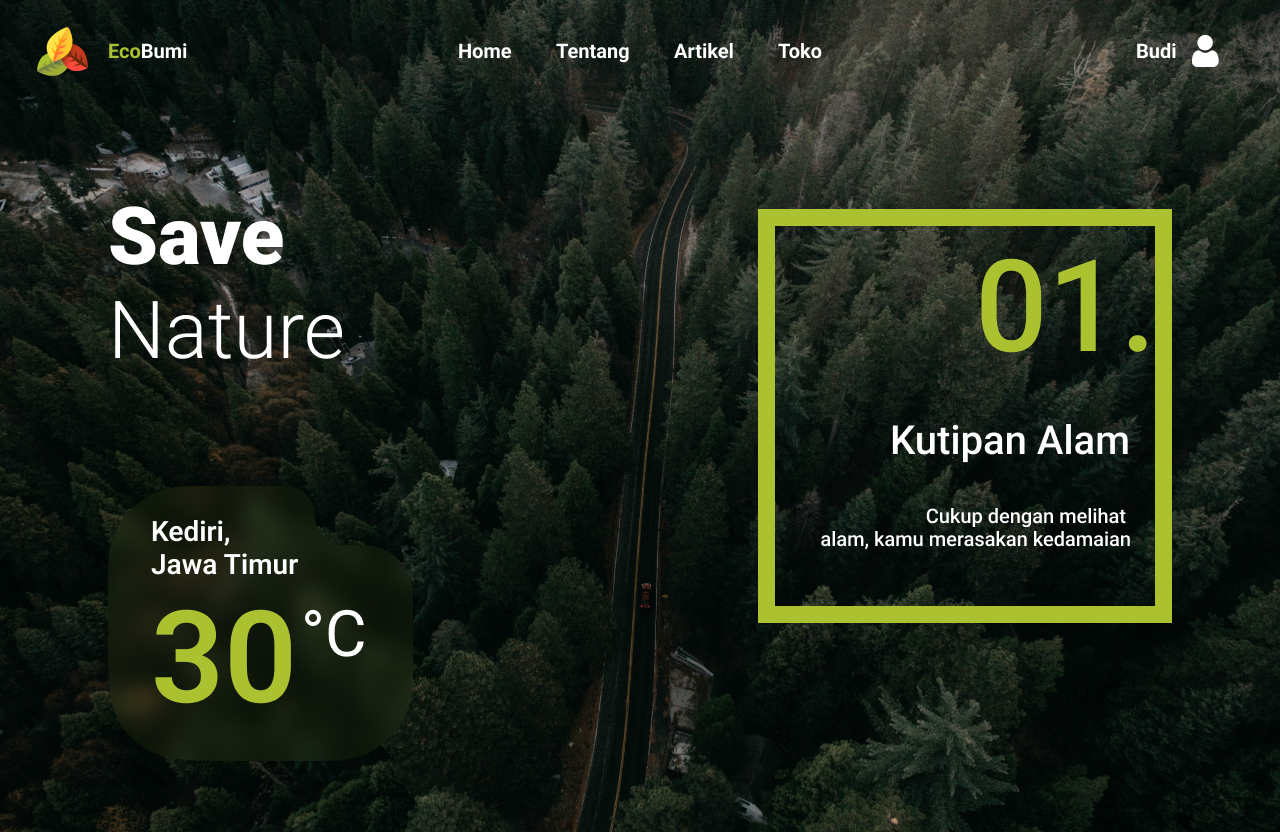 EcoBumi
Home
Tentang
Artikel
Toko
Budi
Save
Nature
Kediri,
Jawa Timur
30 °C
01.
Kutipan Alam
Cukup dengan melihat
alam, kamu merasakan kedamaian